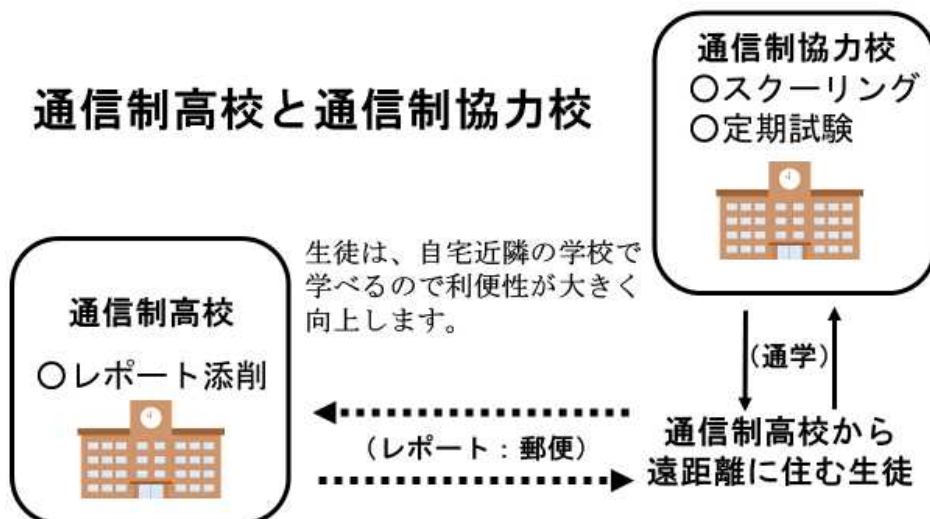 通信制高校と通信制協力校
通信制協力校
○スクーリング
○定期試験
生徒は、自宅近隣の学校で
学べるので利便性が大きく
向上します。
通信制高校
○レポート添削
(通学)
(レポート：郵便)
通信制高校から
遠距離に住む生徒